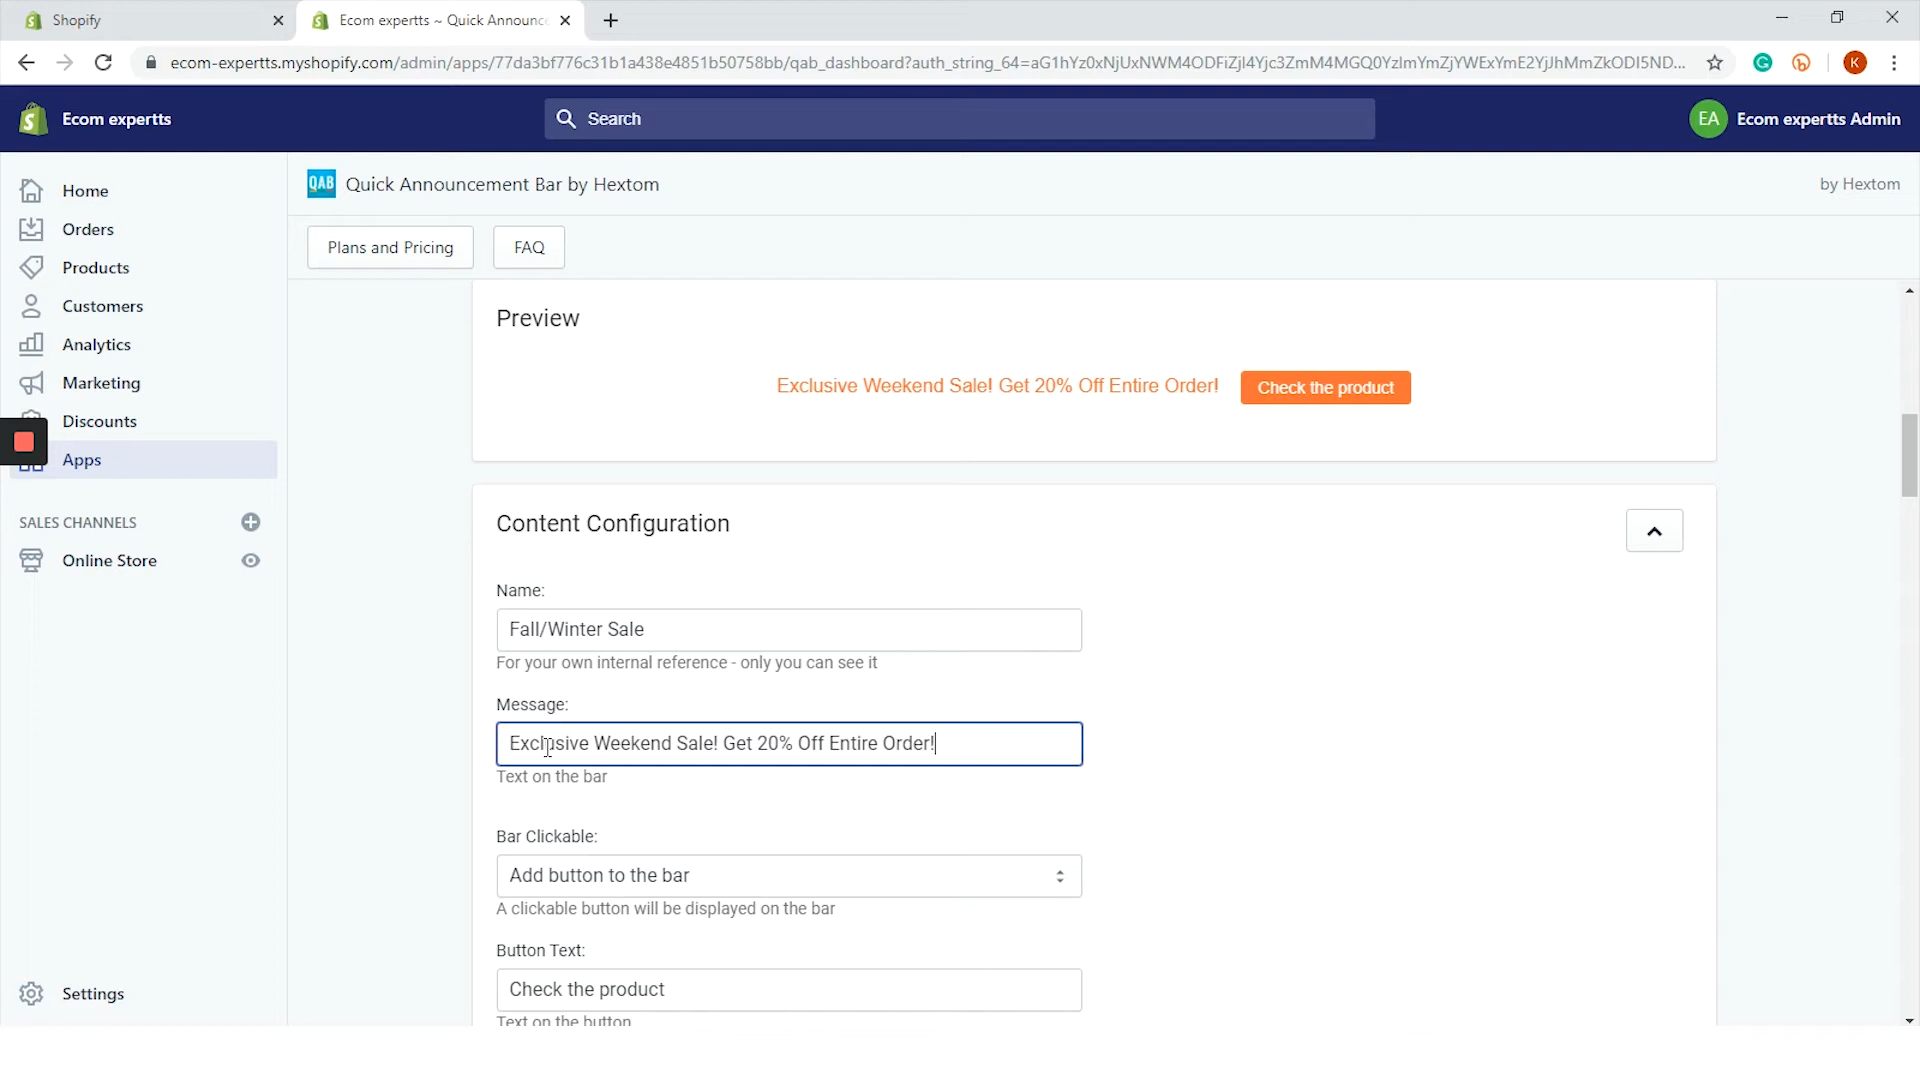 Shopify
Ecom expertts ~ Quick Announc
ecom-expertts.myshopify.com/admin/apps/77da3bf776c31b1a438e4851b50758bb/qab_dashboard?auth_string_64=aG1hYz0xNjUxNWM4ODFiZjI4Yjc3ZmM4MGQ0YzImYmZjYWExYmE2YjJhMmZkODI5ND...
K
Ecom expertts
Search
EA Ecom expertts Admin
Home
Orders
Products
Customers
Analytics
Marketing
Discounts
Apps
SALES CHANNELS
Online Store
Settings
QAB Quick Announcement Bar by Hextom
by Hextom
Plans and Pricing
FAQ
Preview
Exclusive Weekend Sale! Get 20% Off Entire Order!
Check the product
Content Configuration
Name:
Fall/Winter Sale
For your own internal reference - only you can see it
Message:
Exclusive Weekend Sale! Get 20% Off Entire Order!
Text on the bar
Bar Clickable:
Add button to the bar
A clickable button will be displayed on the bar
Button Text:
Check the product
Text on the button